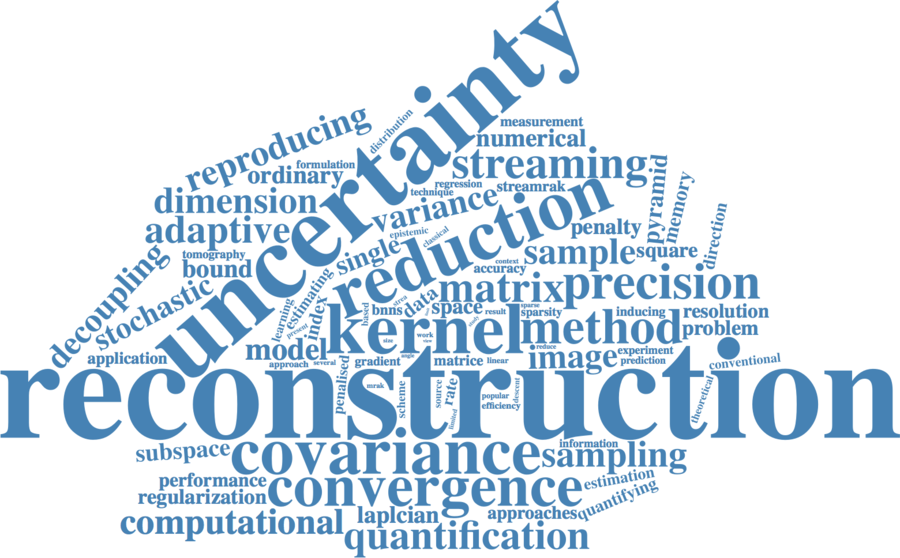 uncertainty
measurement
distribution
numerical
reproducing
streaming
formulation
ordinary
pyramid
memory
regression
streamrak
technique
dimension
variance
reduction
direction
adaptive
penalty
epistemic
classical
single
sample
square
tomography
bound
decoupling
stochastic
context
accuracy
estimating
matrix
precision
learning
present
index
based
bnns
strea
data
space
result
sparse
sparsity
inducing
resolution
kernel
study
method
problem
model
size
work
view
reduce
image
experiment
prediction
application
approach
several
gradient
angle
matrice
linear
conventional
reconstruction
penalised
mrak
scheme
source
rate
limited
popular
efficiency
descent
theoretical
subspace
covariance
information
sampling
performance
regularization
convergence
estimation
quantifying
computational
laplcian
approaches
quantification